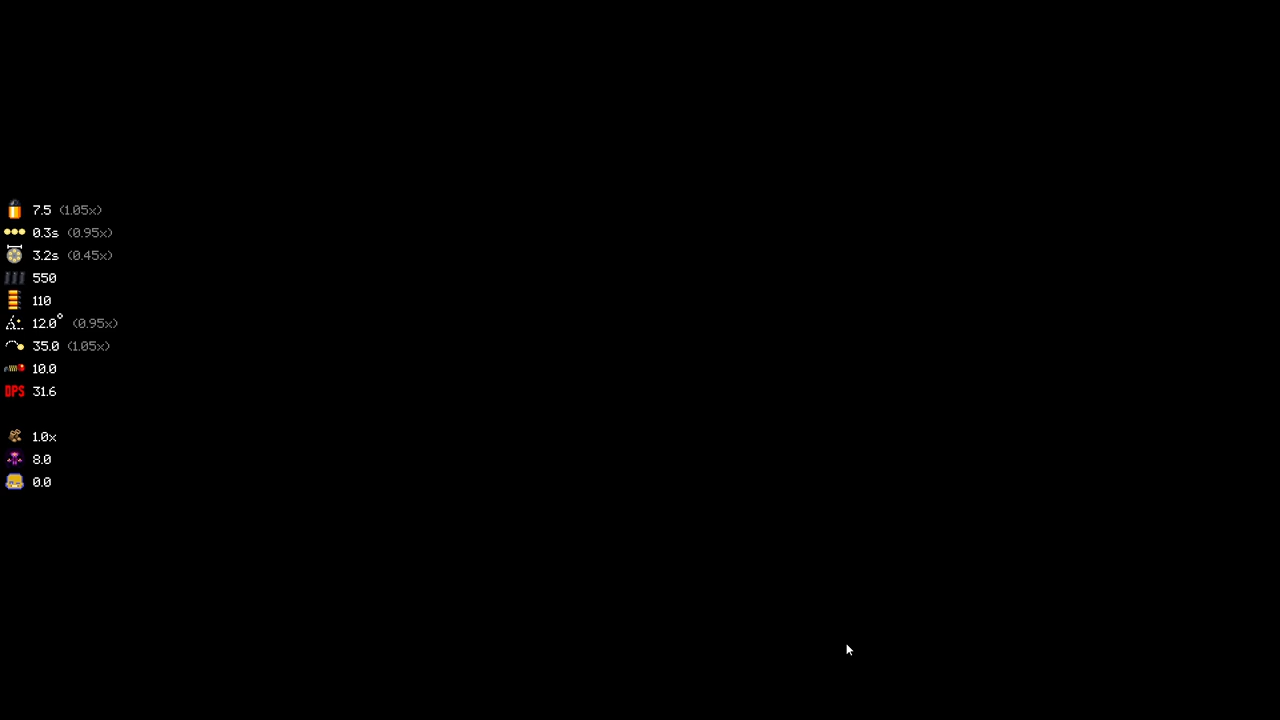 7.5 (1.05x)
0.3s (0.95x)
3.2s (0.45x)
550
110
12.0° (0.95x)
35.0 (1.05x)
10.0
DPS 31.6
1.0x
8.0
0.0